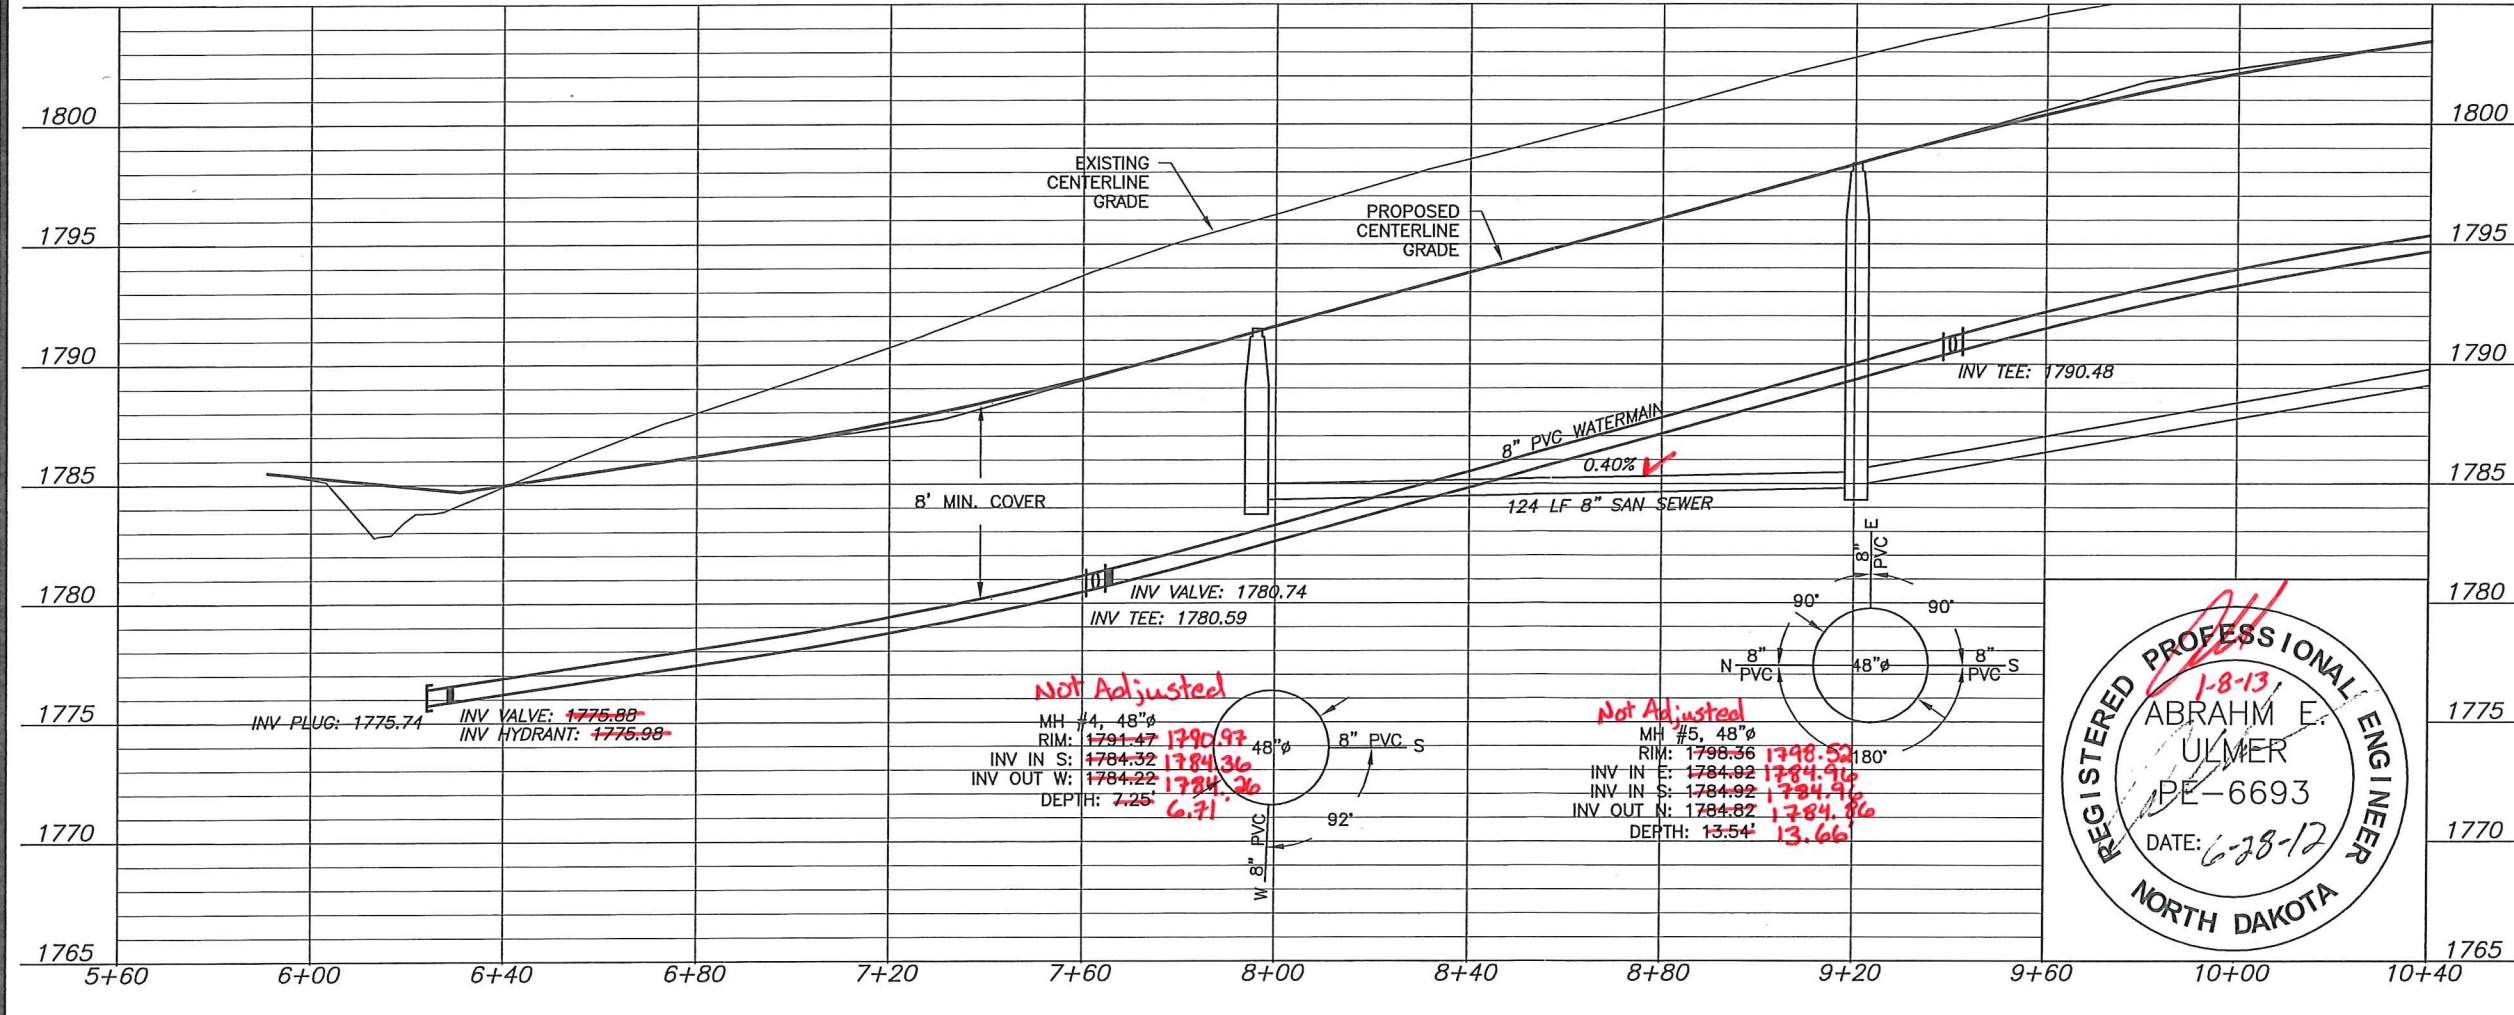 1800
1795
1790
1785
1780
1775
1770
1765
EXISTING
CENTERLINE
GRADE
PROPOSED
CENTERLINE
GRADE
8' MIN. COVER
8" PVC WATERMAIN
0.40%
124 LF 8" SAN SEWER
INV TEE: 1790.48
INV VALVE: 1780.74
INV TEE: 1780.59
INV PLUG: 1775.74
INV VALVE: 1775.88
INV HYDRANT: 1775.98
Not Adjusted
MH #4, 48"ø
RIM: 1791.47 1790.97
INV IN S: 1784.32 1784.36
INV OUT W: 1784.22 1784.26
DEPTH: 7.25' 6.71
48"ø
8" PVC S
92°
W 8" PVC
Not Adjusted
MH #5, 48"ø
RIM: 1798.36 1798.52
INV IN E: 1784.92 1784.96
INV IN S: 1784.92 1784.96
INV OUT N: 1784.82 1784.86
DEPTH: 13.54' 13.66'
8" PVC E
90°
90°
N 8" PVC
48"ø
8" PVC S
180°
1800
1795
1790
1785
1780
1775
1770
1765
REGISTERED PROFESSIONAL ENGINEER
1-8-13
ABRAHM E.
ULMER
PE-6693
DATE: 6-28-12
NORTH DAKOTA
5+60 6+00 6+40 6+80 7+20 7+60 8+00 8+40 8+80 9+20 9+60 10+00 10+40